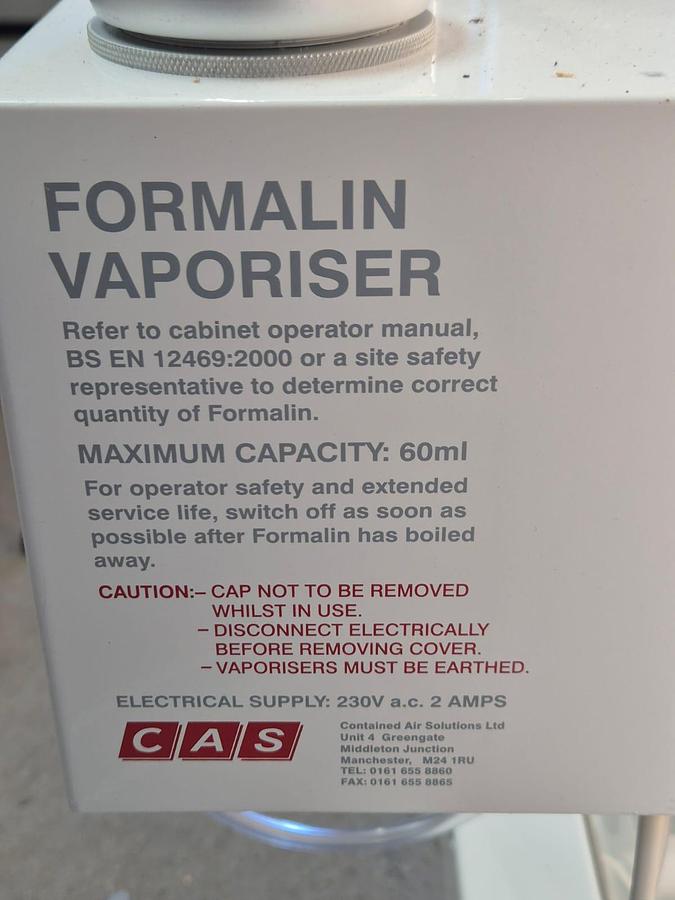 FORMALIN
VAPORISER
Refer to cabinet operator manual,
BS EN 12469:2000 or a site safety
representative to determine correct
quantity of Formalin.
MAXIMUM CAPACITY: 60ml
For operator safety and extended
service life, switch off as soon as
possible after Formalin has boiled
away.
CAUTION:– CAP NOT TO BE REMOVED
WHILST IN USE.
– DISCONNECT ELECTRICALLY
BEFORE REMOVING COVER.
– VAPORISERS MUST BE EARTHED.
ELECTRICAL SUPPLY: 230V a.c. 2 AMPS
CAS
Contained Air Solutions Ltd
Unit 4 Greengate
Middleton Junction
Manchester, M24 1RU
TEL: 0161 655 8860
FAX: 0161 655 8865